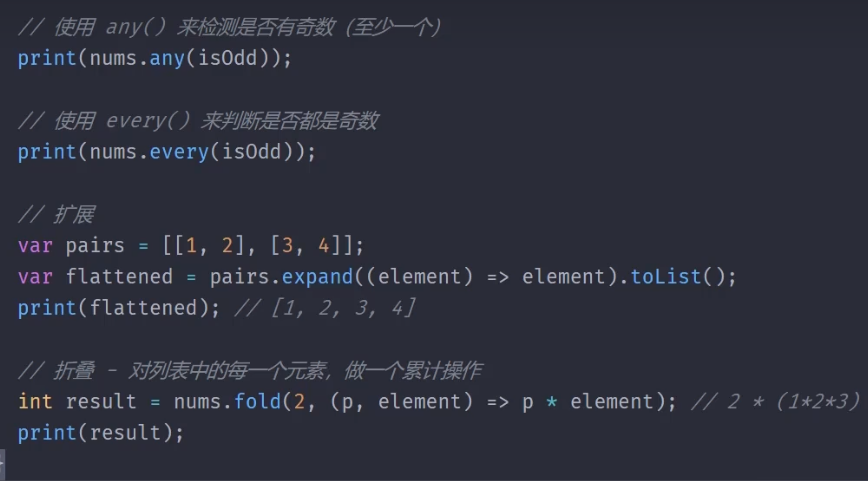 // 使用 any() 来检测是否有奇数 (至少一个)
print(nums.any(isOdd));
// 使用 every() 来判断是否都是奇数
print(nums.every(isOdd));
// 扩展
var pairs = [[1, 2], [3, 4]];
var flattened = pairs.expand((element) => element).toList();
print(flattened); // [1, 2, 3, 4]
// 折叠 - 对列表中的每一个元素, 做一个累计操作
int result = nums.fold(2, (p, element) => p * element); // 2 * (1*2*3)
print(result);